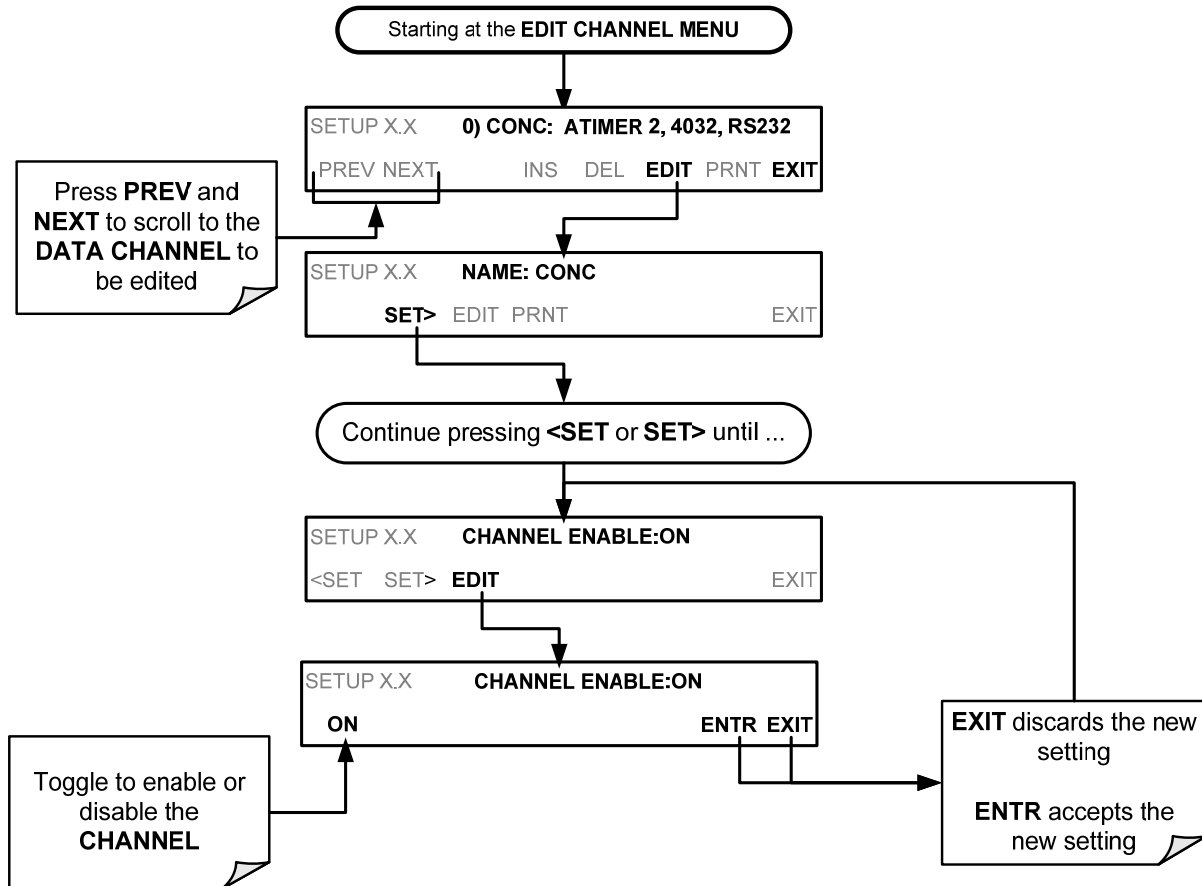 Starting at the EDIT CHANNEL MENU
SETUP X.X 0) CONC: ATIMER 2, 4032, RS232
PREV NEXT INS DEL EDIT PRNT EXIT
Press PREV and
NEXT to scroll to the
DATA CHANNEL to
be edited
SETUP X.X NAME: CONC
SET> EDIT PRNT EXIT
Continue pressing <SET or SET> until ...
SETUP X.X CHANNEL ENABLE:ON
<SET SET> EDIT EXIT
SETUP X.X CHANNEL ENABLE:ON
ON ENTR EXIT
Toggle to enable or
disable the
CHANNEL
EXIT discards the new
setting
ENTR accepts the
new setting